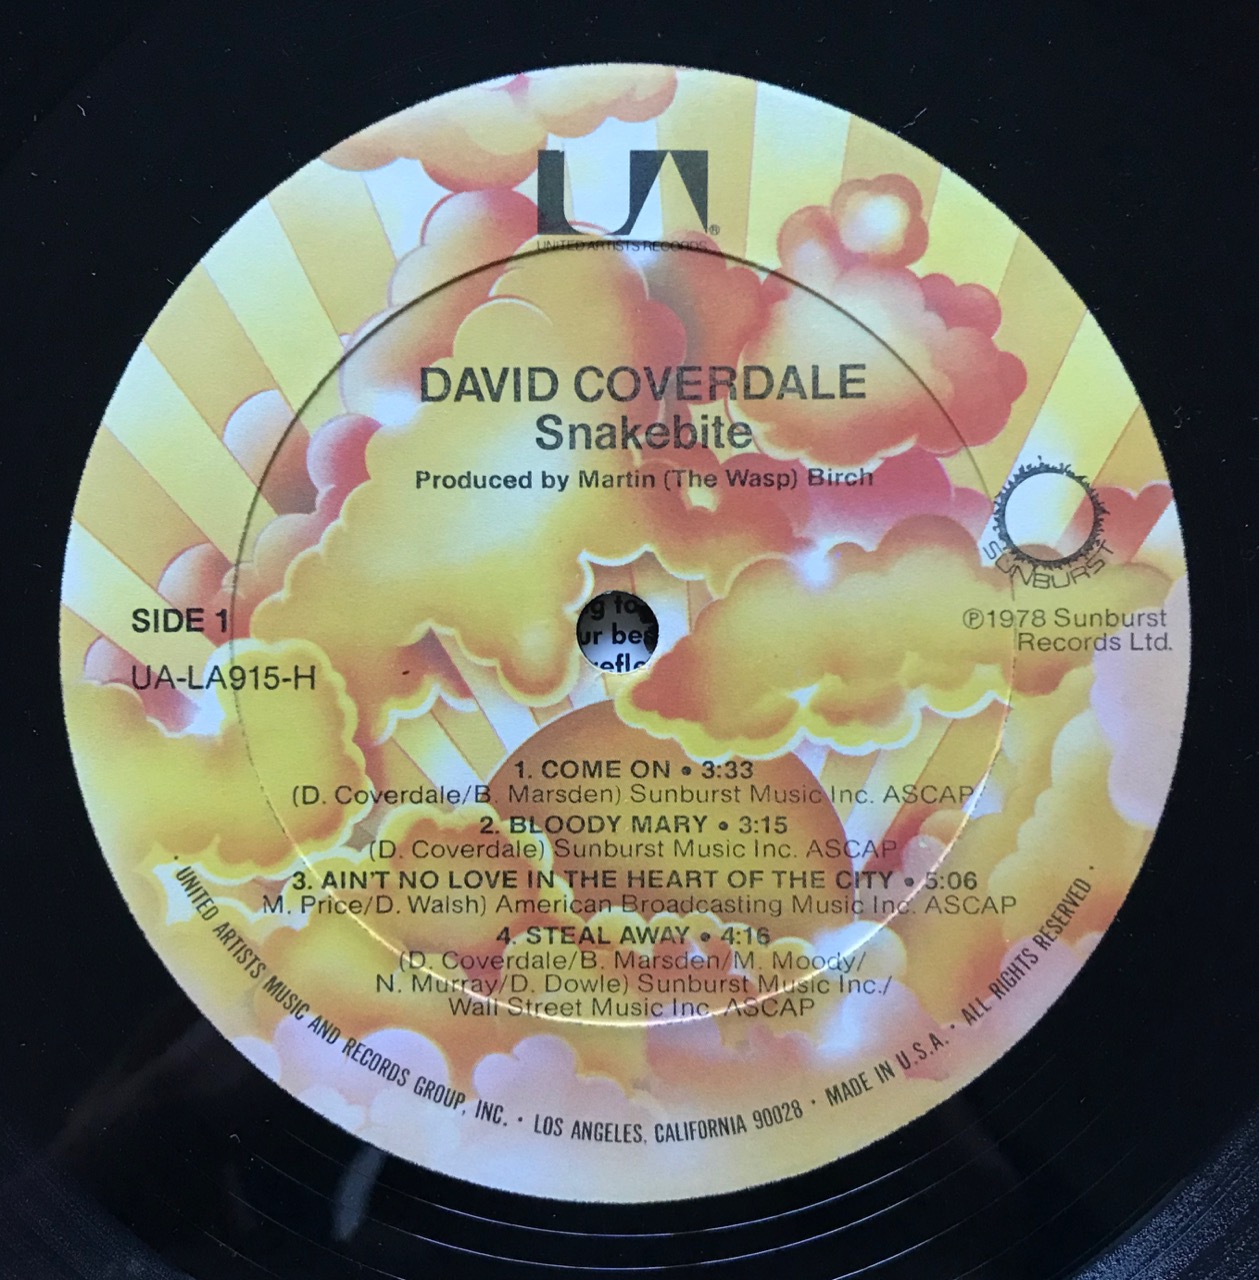 UA®
UNITED ARTISTS RECORDS
DAVID COVERDALE
Snakebite
Produced by Martin (The Wasp) Birch
SUNBURST
℗1978 Sunburst
Records Ltd.
SIDE 1
UA-LA915-H
g to
ur be
refle
1. COME ON • 3:33
(D. Coverdale/B. Marsden) Sunburst Music Inc. ASCAP
2. BLOODY MARY • 3:15
(D. Coverdale) Sunburst Music Inc. ASCAP
3. AIN'T NO LOVE IN THE HEART OF THE CITY • 5:06
M. Price/D. Walsh) American Broadcasting Music Inc. ASCAP
4. STEAL AWAY • 4:16
(D. Coverdale/B. Marsden/M. Moody/
N. Murray/D. Dowle) Sunburst Music Inc./
Wall Street Music Inc. ASCAP
· UNITED ARTISTS MUSIC AND RECORDS GROUP, INC. · LOS ANGELES, CALIFORNIA 90028 · MADE IN U.S.A. · ALL RIGHTS RESERVED ·